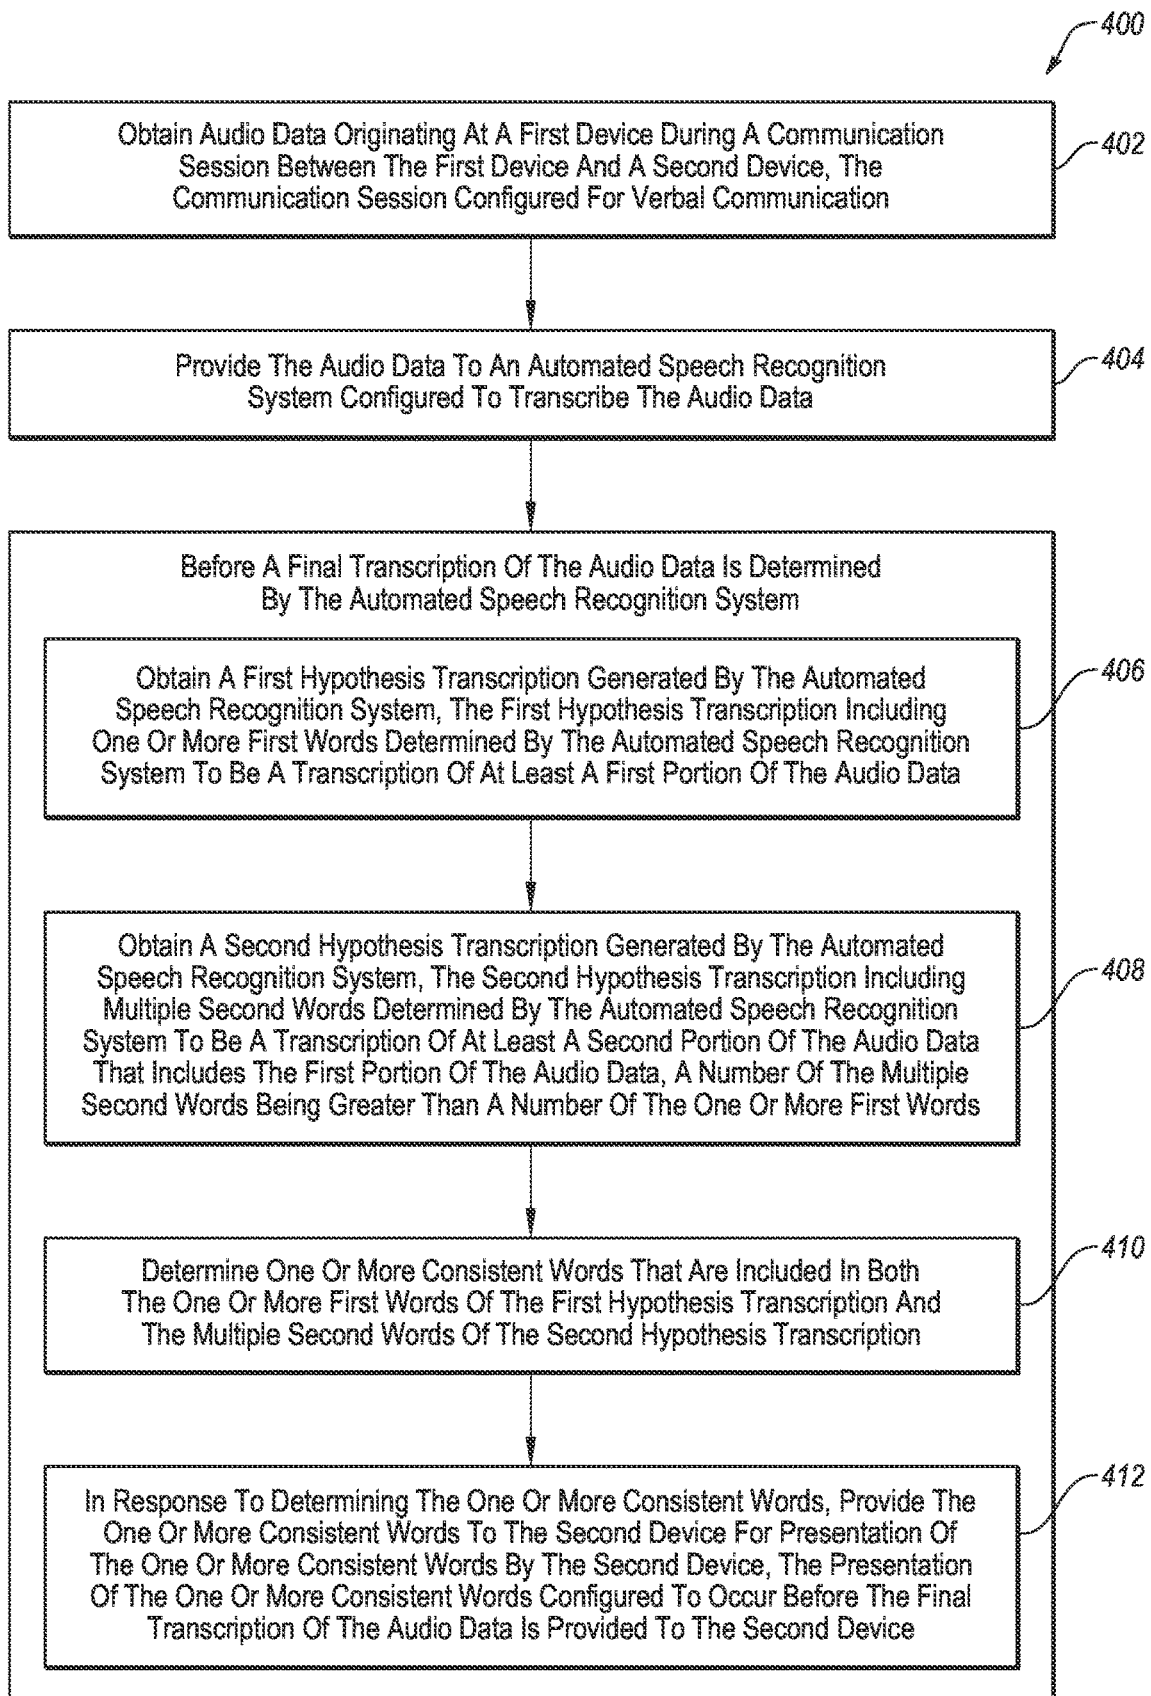 400
Obtain Audio Data Originating At A First Device During A Communication
Session Between The First Device And A Second Device, The
Communication Session Configured For Verbal Communication
402
Provide The Audio Data To An Automated Speech Recognition
System Configured To Transcribe The Audio Data
404
Before A Final Transcription Of The Audio Data Is Determined
By The Automated Speech Recognition System
Obtain A First Hypothesis Transcription Generated By The Automated
Speech Recognition System, The First Hypothesis Transcription Including
One Or More First Words Determined By The Automated Speech Recognition
System To Be A Transcription Of At Least A First Portion Of The Audio Data
406
Obtain A Second Hypothesis Transcription Generated By The Automated
Speech Recognition System, The Second Hypothesis Transcription Including
Multiple Second Words Determined By The Automated Speech Recognition
System To Be A Transcription Of At Least A Second Portion Of The Audio Data
That Includes The First Portion Of The Audio Data, A Number Of The Multiple
Second Words Being Greater Than A Number Of The One Or More First Words
408
Determine One Or More Consistent Words That Are Included In Both
The One Or More First Words Of The First Hypothesis Transcription And
The Multiple Second Words Of The Second Hypothesis Transcription
410
In Response To Determining The One Or More Consistent Words, Provide The
One Or More Consistent Words To The Second Device For Presentation Of
The One Or More Consistent Words By The Second Device, The Presentation
Of The One Or More Consistent Words Configured To Occur Before The Final
Transcription Of The Audio Data Is Provided To The Second Device
412